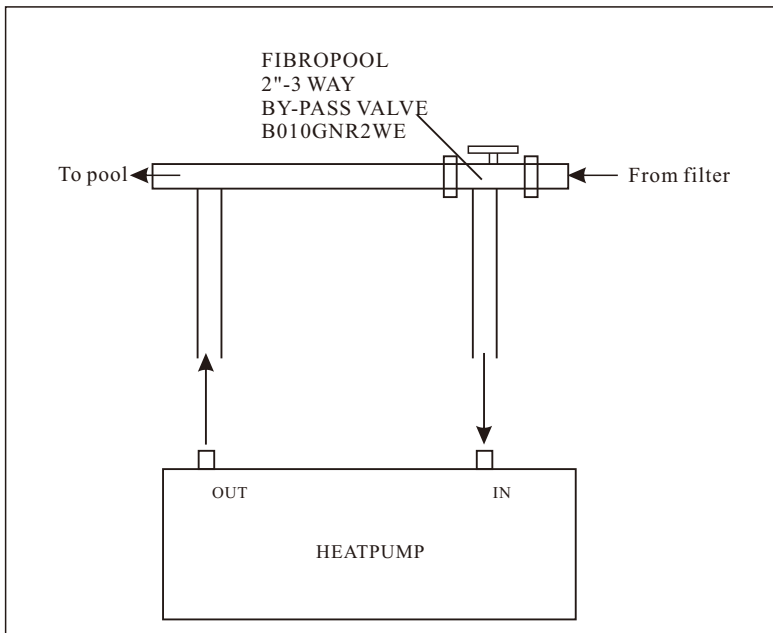 FIBROPOOL
2"-3 WAY
BY-PASS VALVE
B010GNR2WE
To pool
From filter
OUT
IN
HEATPUMP